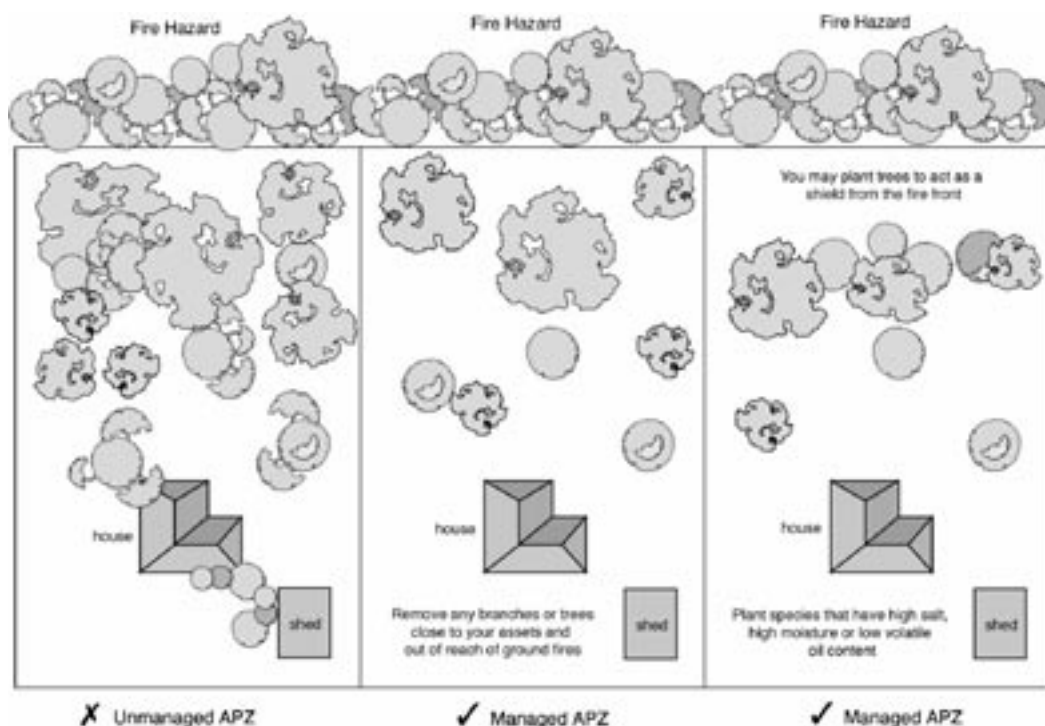 Fire Hazard
Fire Hazard
Fire Hazard
You may plant trees to act as a
shield from the fire front
house
house
house
shed
Remove any branches or trees
close to your assets and
out of reach of ground fires
shed
Plant species that have high salt,
high moisture or low volatile
oil content
shed
✗ Unmanaged APZ
✓ Managed APZ
✓ Managed APZ